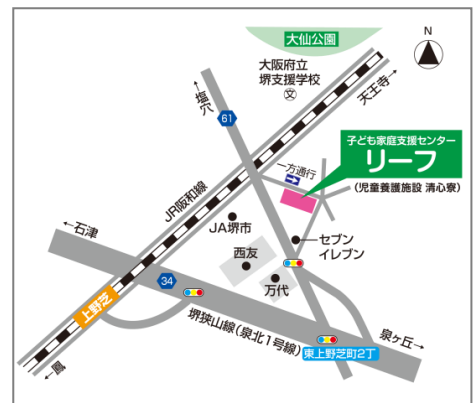 大仙公園
N
大阪府立
堺支援学校
文
天王寺→
←塩穴
61
子ども家庭支援センター
リーフ
(児童養護施設 清心寮)
一方通行
JR阪和線
JA堺市
←石津
セブン
イレブン
西友
万代
34
上野芝
堺狭山線(泉北1号線)
泉ヶ丘→
東上野芝町2丁
←鳳